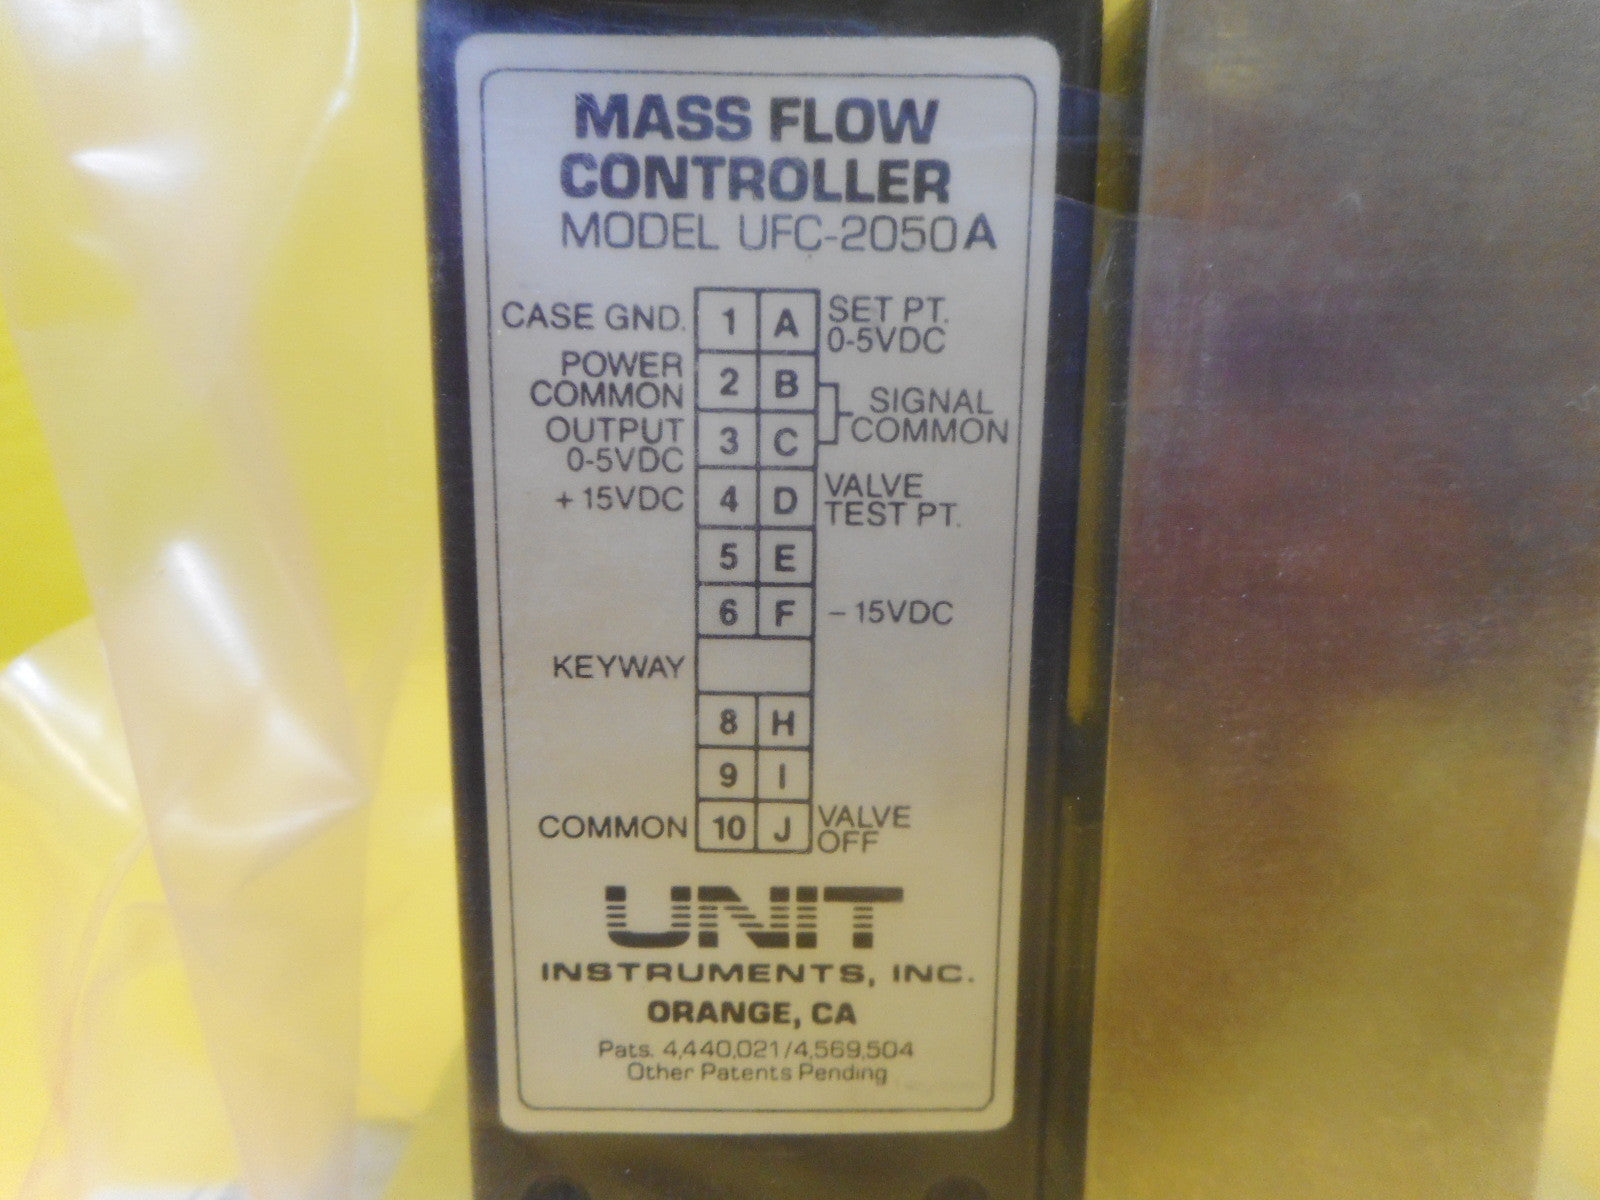 MASS FLOW
CONTROLLER
MODEL UFC-2050A
CASE GND. 1 A SET PT.
0-5VDC
POWER
COMMON 2 B
SIGNAL
COMMON
OUTPUT
0-5VDC 3 C
+ 15VDC 4 D VALVE
TEST PT.
5 E
6 F - 15VDC
KEYWAY
8 H
9 I
COMMON 10 J VALVE
OFF
UNIT
INSTRUMENTS, INC.
ORANGE, CA
Pats. 4,440,021/4,569,504
Other Patents Pending